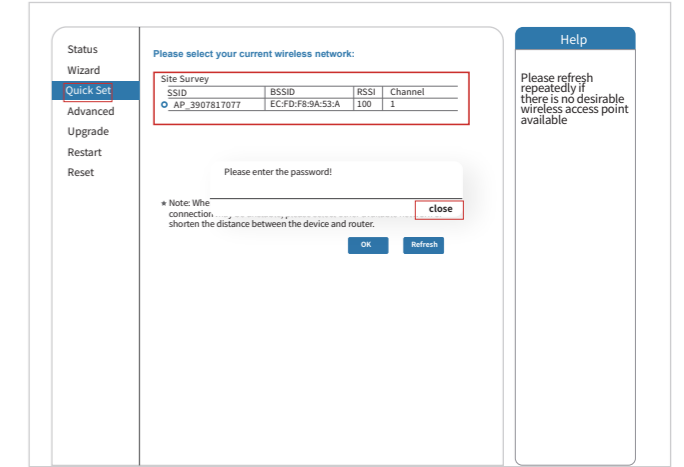 Status
Wizard
Quick Set
Advanced
Upgrade
Restart
Reset
Please select your current wireless network:
Site Survey
SSID BSSID RSSI Channel
AP_3907817077 EC:FD:F8:9A:53:A 100 1
Please enter the password!
close
* Note: Whe
connection
shorten the distance between the device and router.
OK Refresh
Help
Please refresh
repeatedly if
there is no desirable
wireless access point
available